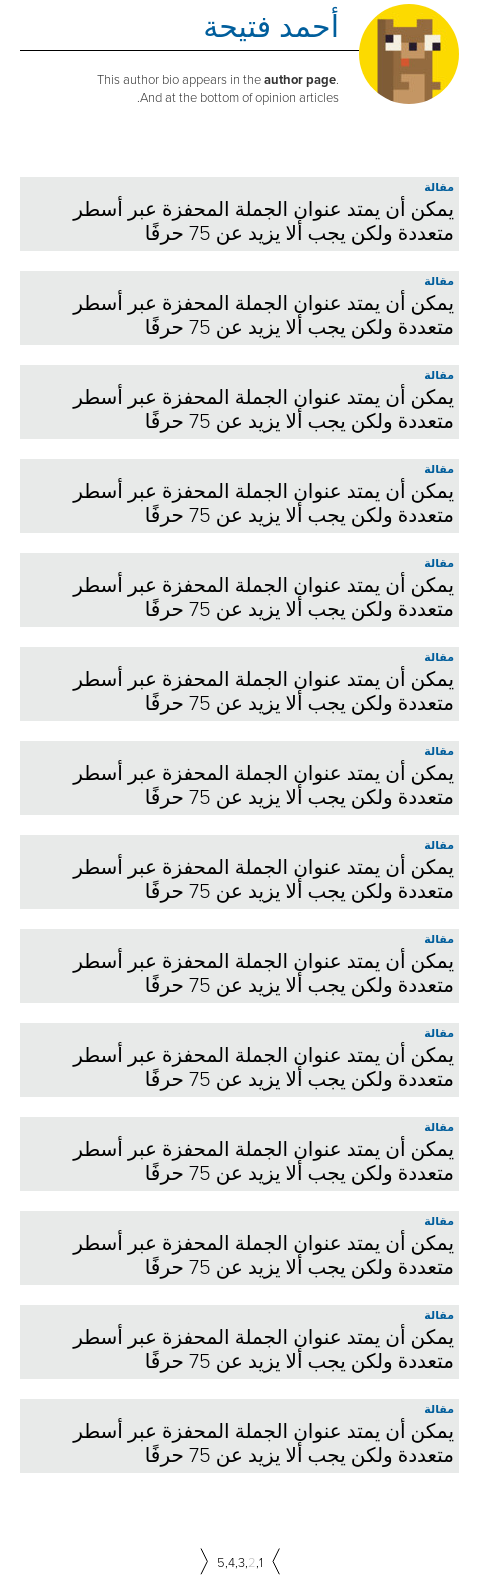 أحمد فتيحة
This author bio appears in the author page.
And at the bottom of opinion articles.
مقالة
يمكن أن يمتد عنوان الجملة المحفزة عبر أسطر
متعددة ولكن يجب ألا يزيد عن 75 حرفًا
مقالة
يمكن أن يمتد عنوان الجملة المحفزة عبر أسطر
متعددة ولكن يجب ألا يزيد عن 75 حرفًا
مقالة
يمكن أن يمتد عنوان الجملة المحفزة عبر أسطر
متعددة ولكن يجب ألا يزيد عن 75 حرفًا
مقالة
يمكن أن يمتد عنوان الجملة المحفزة عبر أسطر
متعددة ولكن يجب ألا يزيد عن 75 حرفًا
مقالة
يمكن أن يمتد عنوان الجملة المحفزة عبر أسطر
متعددة ولكن يجب ألا يزيد عن 75 حرفًا
مقالة
يمكن أن يمتد عنوان الجملة المحفزة عبر أسطر
متعددة ولكن يجب ألا يزيد عن 75 حرفًا
مقالة
يمكن أن يمتد عنوان الجملة المحفزة عبر أسطر
متعددة ولكن يجب ألا يزيد عن 75 حرفًا
مقالة
يمكن أن يمتد عنوان الجملة المحفزة عبر أسطر
متعددة ولكن يجب ألا يزيد عن 75 حرفًا
مقالة
يمكن أن يمتد عنوان الجملة المحفزة عبر أسطر
متعددة ولكن يجب ألا يزيد عن 75 حرفًا
مقالة
يمكن أن يمتد عنوان الجملة المحفزة عبر أسطر
متعددة ولكن يجب ألا يزيد عن 75 حرفًا
مقالة
يمكن أن يمتد عنوان الجملة المحفزة عبر أسطر
متعددة ولكن يجب ألا يزيد عن 75 حرفًا
مقالة
يمكن أن يمتد عنوان الجملة المحفزة عبر أسطر
متعددة ولكن يجب ألا يزيد عن 75 حرفًا
مقالة
يمكن أن يمتد عنوان الجملة المحفزة عبر أسطر
متعددة ولكن يجب ألا يزيد عن 75 حرفًا
مقالة
يمكن أن يمتد عنوان الجملة المحفزة عبر أسطر
متعددة ولكن يجب ألا يزيد عن 75 حرفًا
5,4,3,2,1